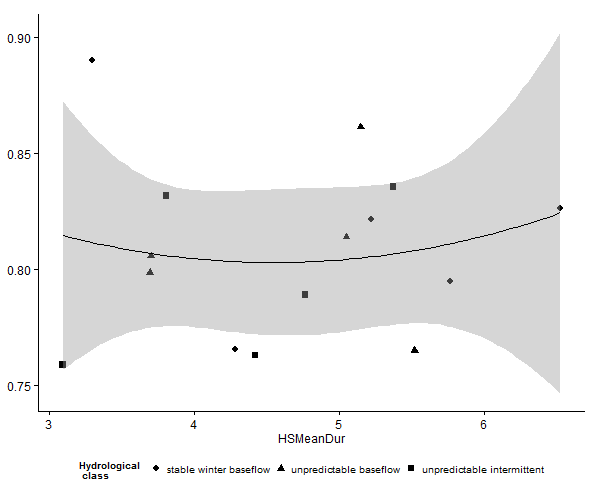 0.90
0.85
0.80
0.75
3 4 5 6
HSMeanDur
Hydrological
class
stable winter baseflow unpredictable baseflow unpredictable intermittent